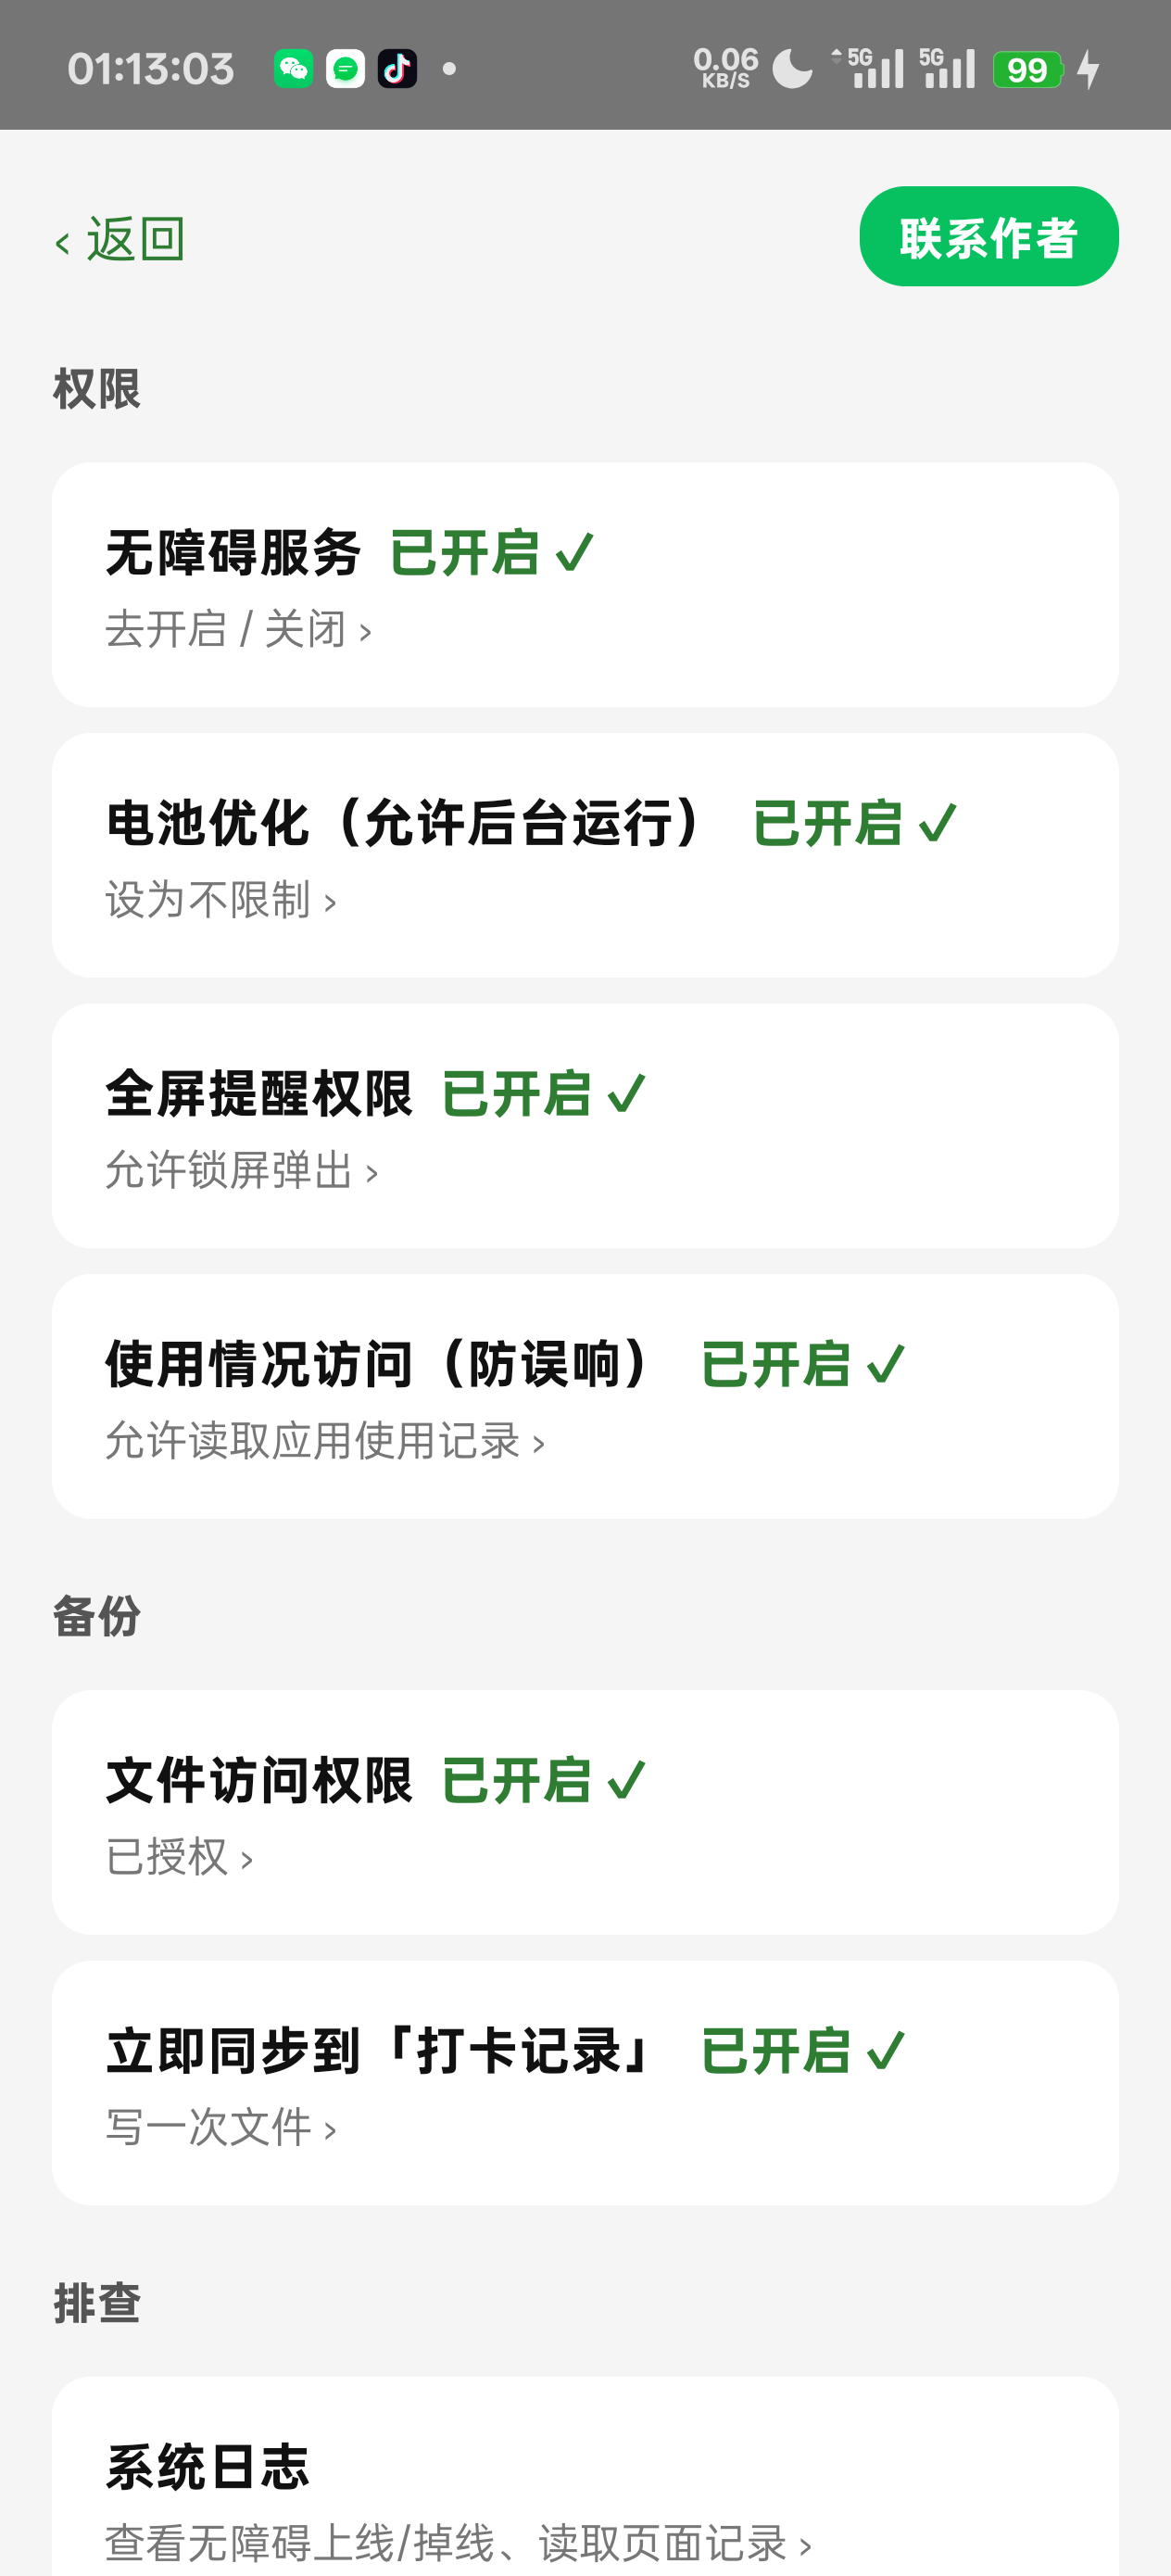 01:13:03 0.06 KB/S 5G 5G 99
‹ 返回 联系作者
权限
无障碍服务 已开启 ✓
去开启 / 关闭 ›
电池优化（允许后台运行） 已开启 ✓
设为不限制 ›
全屏提醒权限 已开启 ✓
允许锁屏弹出 ›
使用情况访问（防误响） 已开启 ✓
允许读取应用使用记录 ›
备份
文件访问权限 已开启 ✓
已授权 ›
立即同步到「打卡记录」 已开启 ✓
写一次文件 ›
排查
系统日志
查看无障碍上线/掉线、读取页面记录 ›